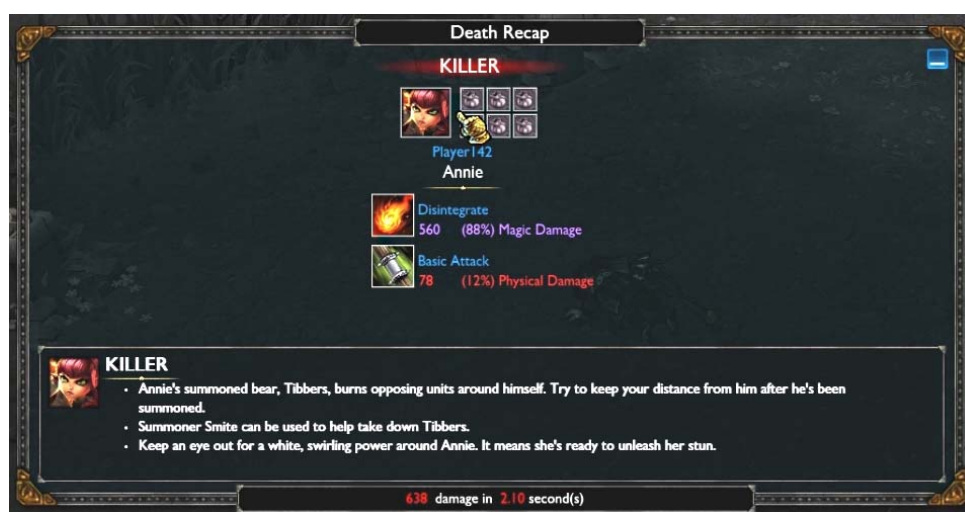 Death Recap
KILLER
Player142
Annie
Disintegrate
560 (88%) Magic Damage
Basic Attack
78 (12%) Physical Damage
KILLER
• Annie's summoned bear, Tibbers, burns opposing units around himself. Try to keep your distance from him after he's been
summoned.
• Summoner Smite can be used to help take down Tibbers.
• Keep an eye out for a white, swirling power around Annie. It means she's ready to unleash her stun.
638 damage in 2.10 second(s)